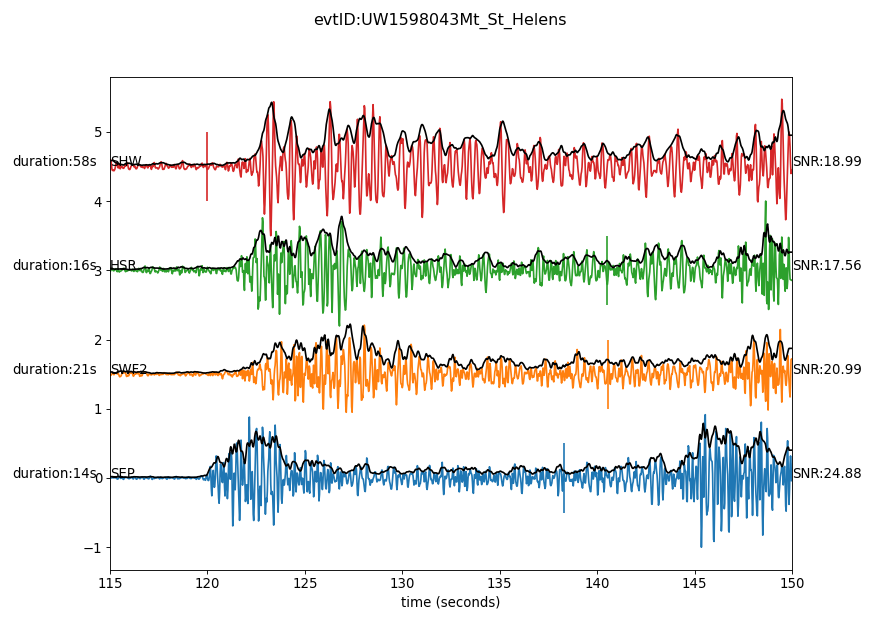 evtID:UW1598043Mt_St_Helens
5
duration:58s SHW SNR:18.99
4
duration:16s HSR SNR:17.56
3
2
duration:21s SWF2 SNR:20.99
1
duration:14s SEP SNR:24.88
0
−1
115 120 125 130 135 140 145 150
time (seconds)